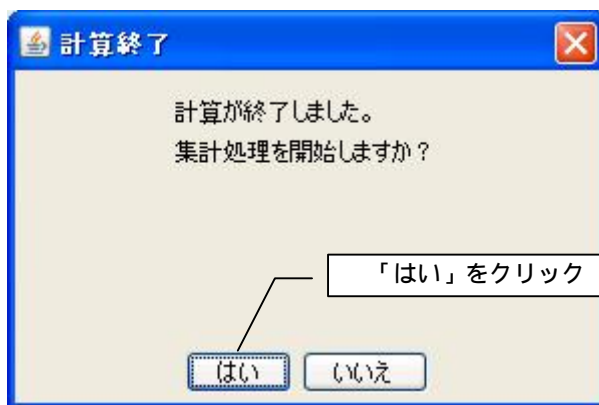 計算終了
計算が終了しました。
集計処理を開始しますか？
「はい」をクリック
はい
いいえ